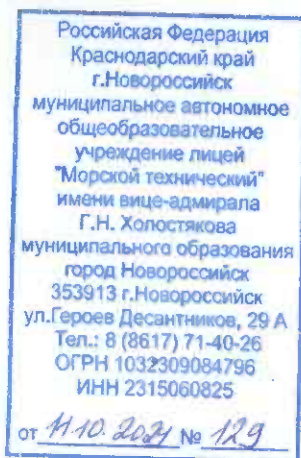 Российская Федерация
Краснодарский край
г.Новороссийск
муниципальное автономное
общеобразовательное
учреждение лицей
"Морской технический"
имени вице-адмирала
Г.Н. Холостякова
муниципального образования
город Новороссийск
353913 г.Новороссийск
ул.Героев Десантников, 29 А
Тел.: 8 (8617) 71-40-26
ОГРН 1032309084796
ИНН 2315060825
от 11.10.2021 № 129